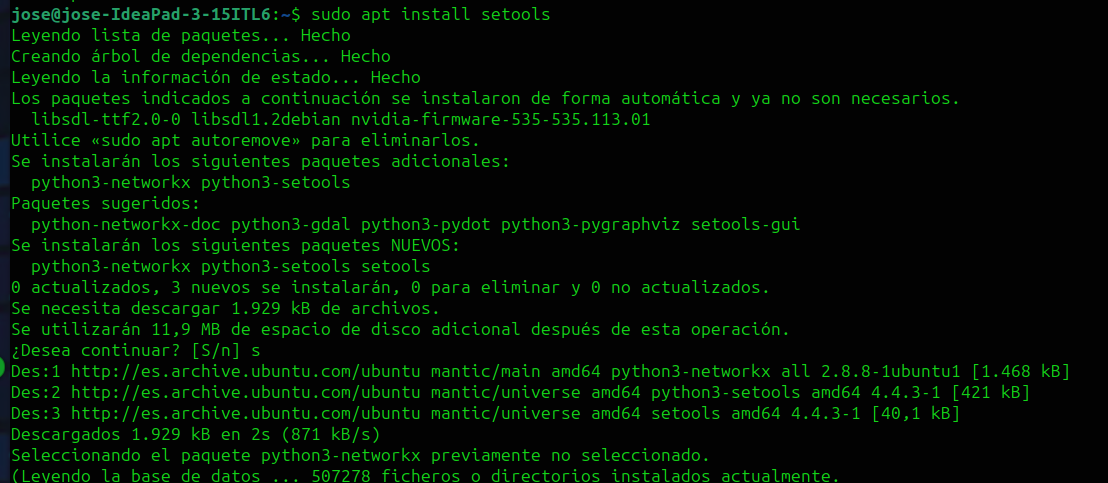 jose@jose-IdeaPad-3-15ITL6:~$ sudo apt install setools
Leyendo lista de paquetes... Hecho
Creando árbol de dependencias... Hecho
Leyendo la información de estado... Hecho
Los paquetes indicados a continuación se instalaron de forma automática y ya no son necesarios.
  libsdl-ttf2.0-0 libsdl1.2debian nvidia-firmware-535-535.113.01
Utilice «sudo apt autoremove» para eliminarlos.
Se instalarán los siguientes paquetes adicionales:
  python3-networkx python3-setools
Paquetes sugeridos:
  python-networkx-doc python3-gdal python3-pydot python3-pygraphviz setools-gui
Se instalarán los siguientes paquetes NUEVOS:
  python3-networkx python3-setools setools
0 actualizados, 3 nuevos se instalarán, 0 para eliminar y 0 no actualizados.
Se necesita descargar 1.929 kB de archivos.
Se utilizarán 11,9 MB de espacio de disco adicional después de esta operación.
¿Desea continuar? [S/n] s
Des:1 http://es.archive.ubuntu.com/ubuntu mantic/main amd64 python3-networkx all 2.8.8-1ubuntu1 [1.468 kB]
Des:2 http://es.archive.ubuntu.com/ubuntu mantic/universe amd64 python3-setools amd64 4.4.3-1 [421 kB]
Des:3 http://es.archive.ubuntu.com/ubuntu mantic/universe amd64 setools amd64 4.4.3-1 [40,1 kB]
Descargados 1.929 kB en 2s (871 kB/s)
Seleccionando el paquete python3-networkx previamente no seleccionado.
(Leyendo la base de datos ... 507278 ficheros o directorios instalados actualmente.